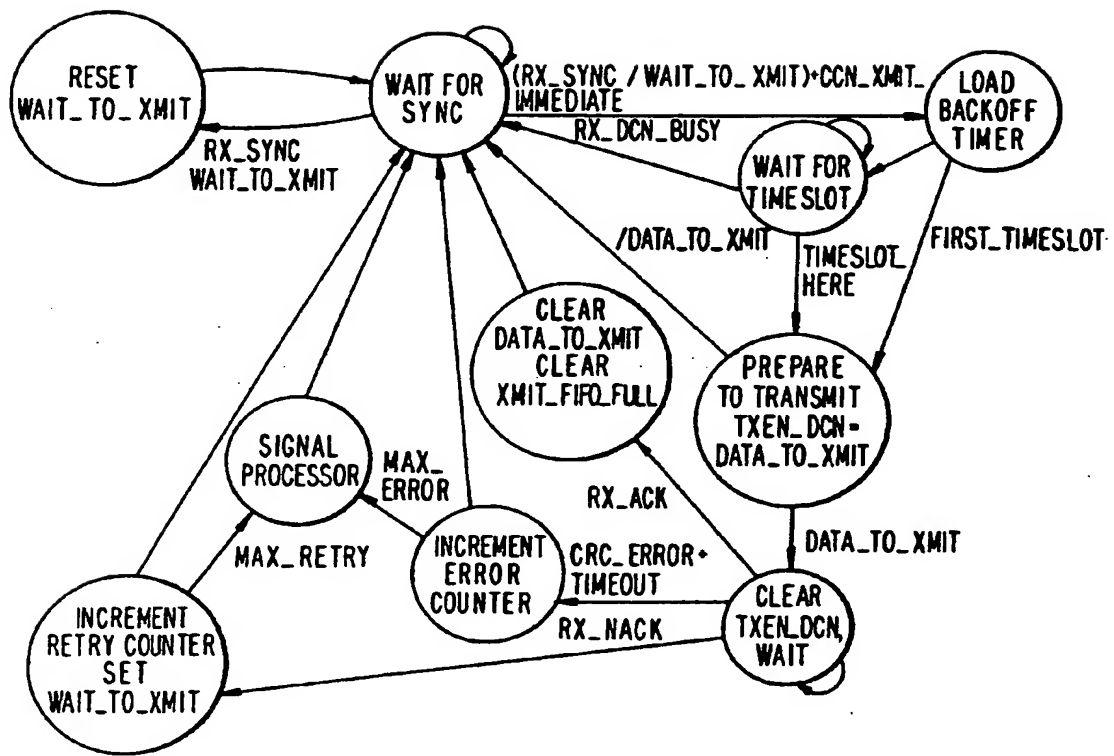 RESET
WAIT_TO_XMIT
WAIT FOR
SYNC
(RX_SYNC / WAIT_TO_XMIT)+CCN_XMIT_
IMMEDIATE
LOAD
BACKOFF
TIMER
RX_DCN_BUSY
RX_SYNC
WAIT_TO_XMIT
WAIT FOR
TIMESLOT
/DATA_TO_XMIT
TIMESLOT_
HERE
FIRST_TIMESLOT
CLEAR
DATA_TO_XMIT
CLEAR
XMIT_FIFO_FULL
PREPARE
TO TRANSMIT
TXEN_DCN=
DATA_TO_XMIT
SIGNAL
PROCESSOR
MAX_
ERROR
RX_ACK
DATA_TO_XMIT
MAX_RETRY
INCREMENT
ERROR
COUNTER
CRC_ERROR+
TIMEOUT
RX_NACK
CLEAR
TXEN_DCN,
WAIT
INCREMENT
RETRY COUNTER
SET
WAIT_TO_XMIT